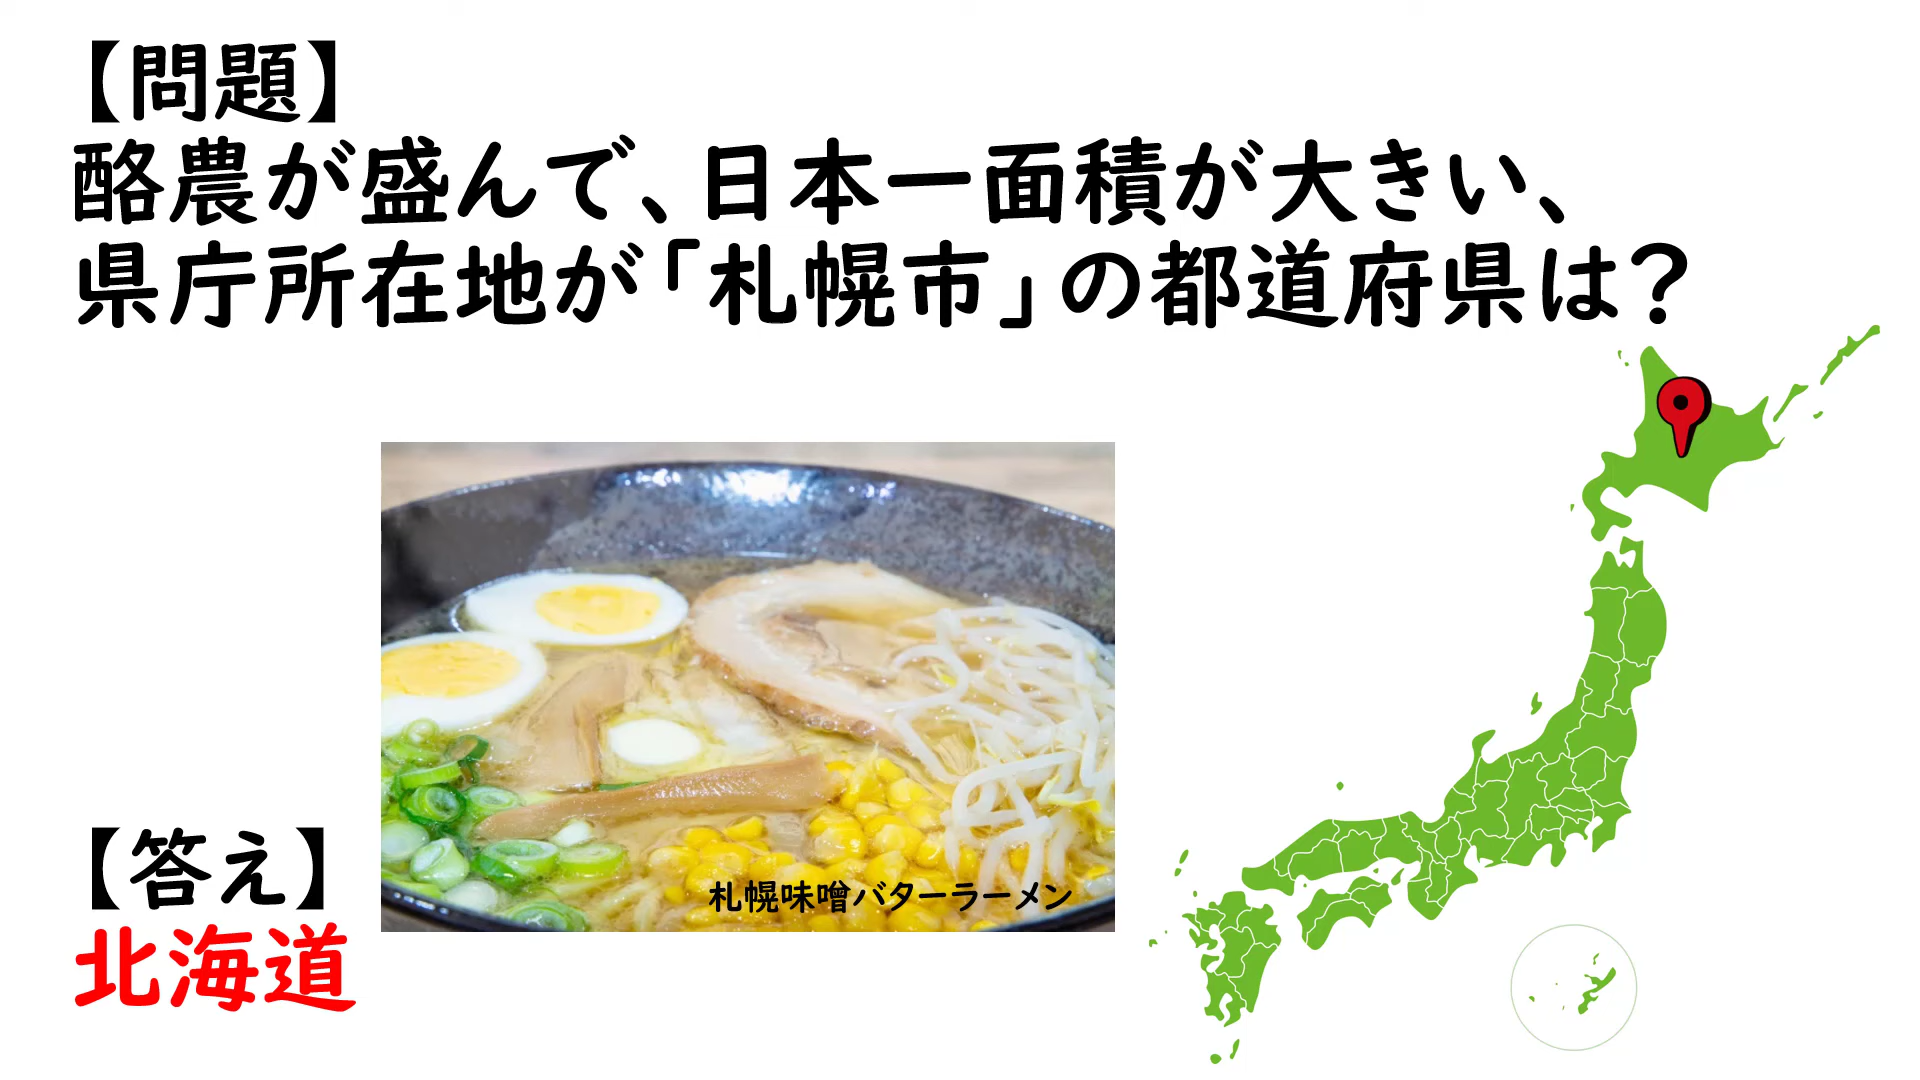 【問題】
酪農が盛んで、日本一面積が大きい、
県庁所在地が「札幌市」の都道府県は？
札幌味噌バターラーメン
【答え】
北海道